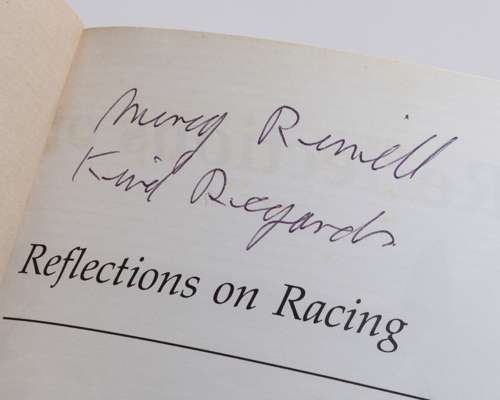 Mercy Rimell
Kind Regards
Reflections on Racing